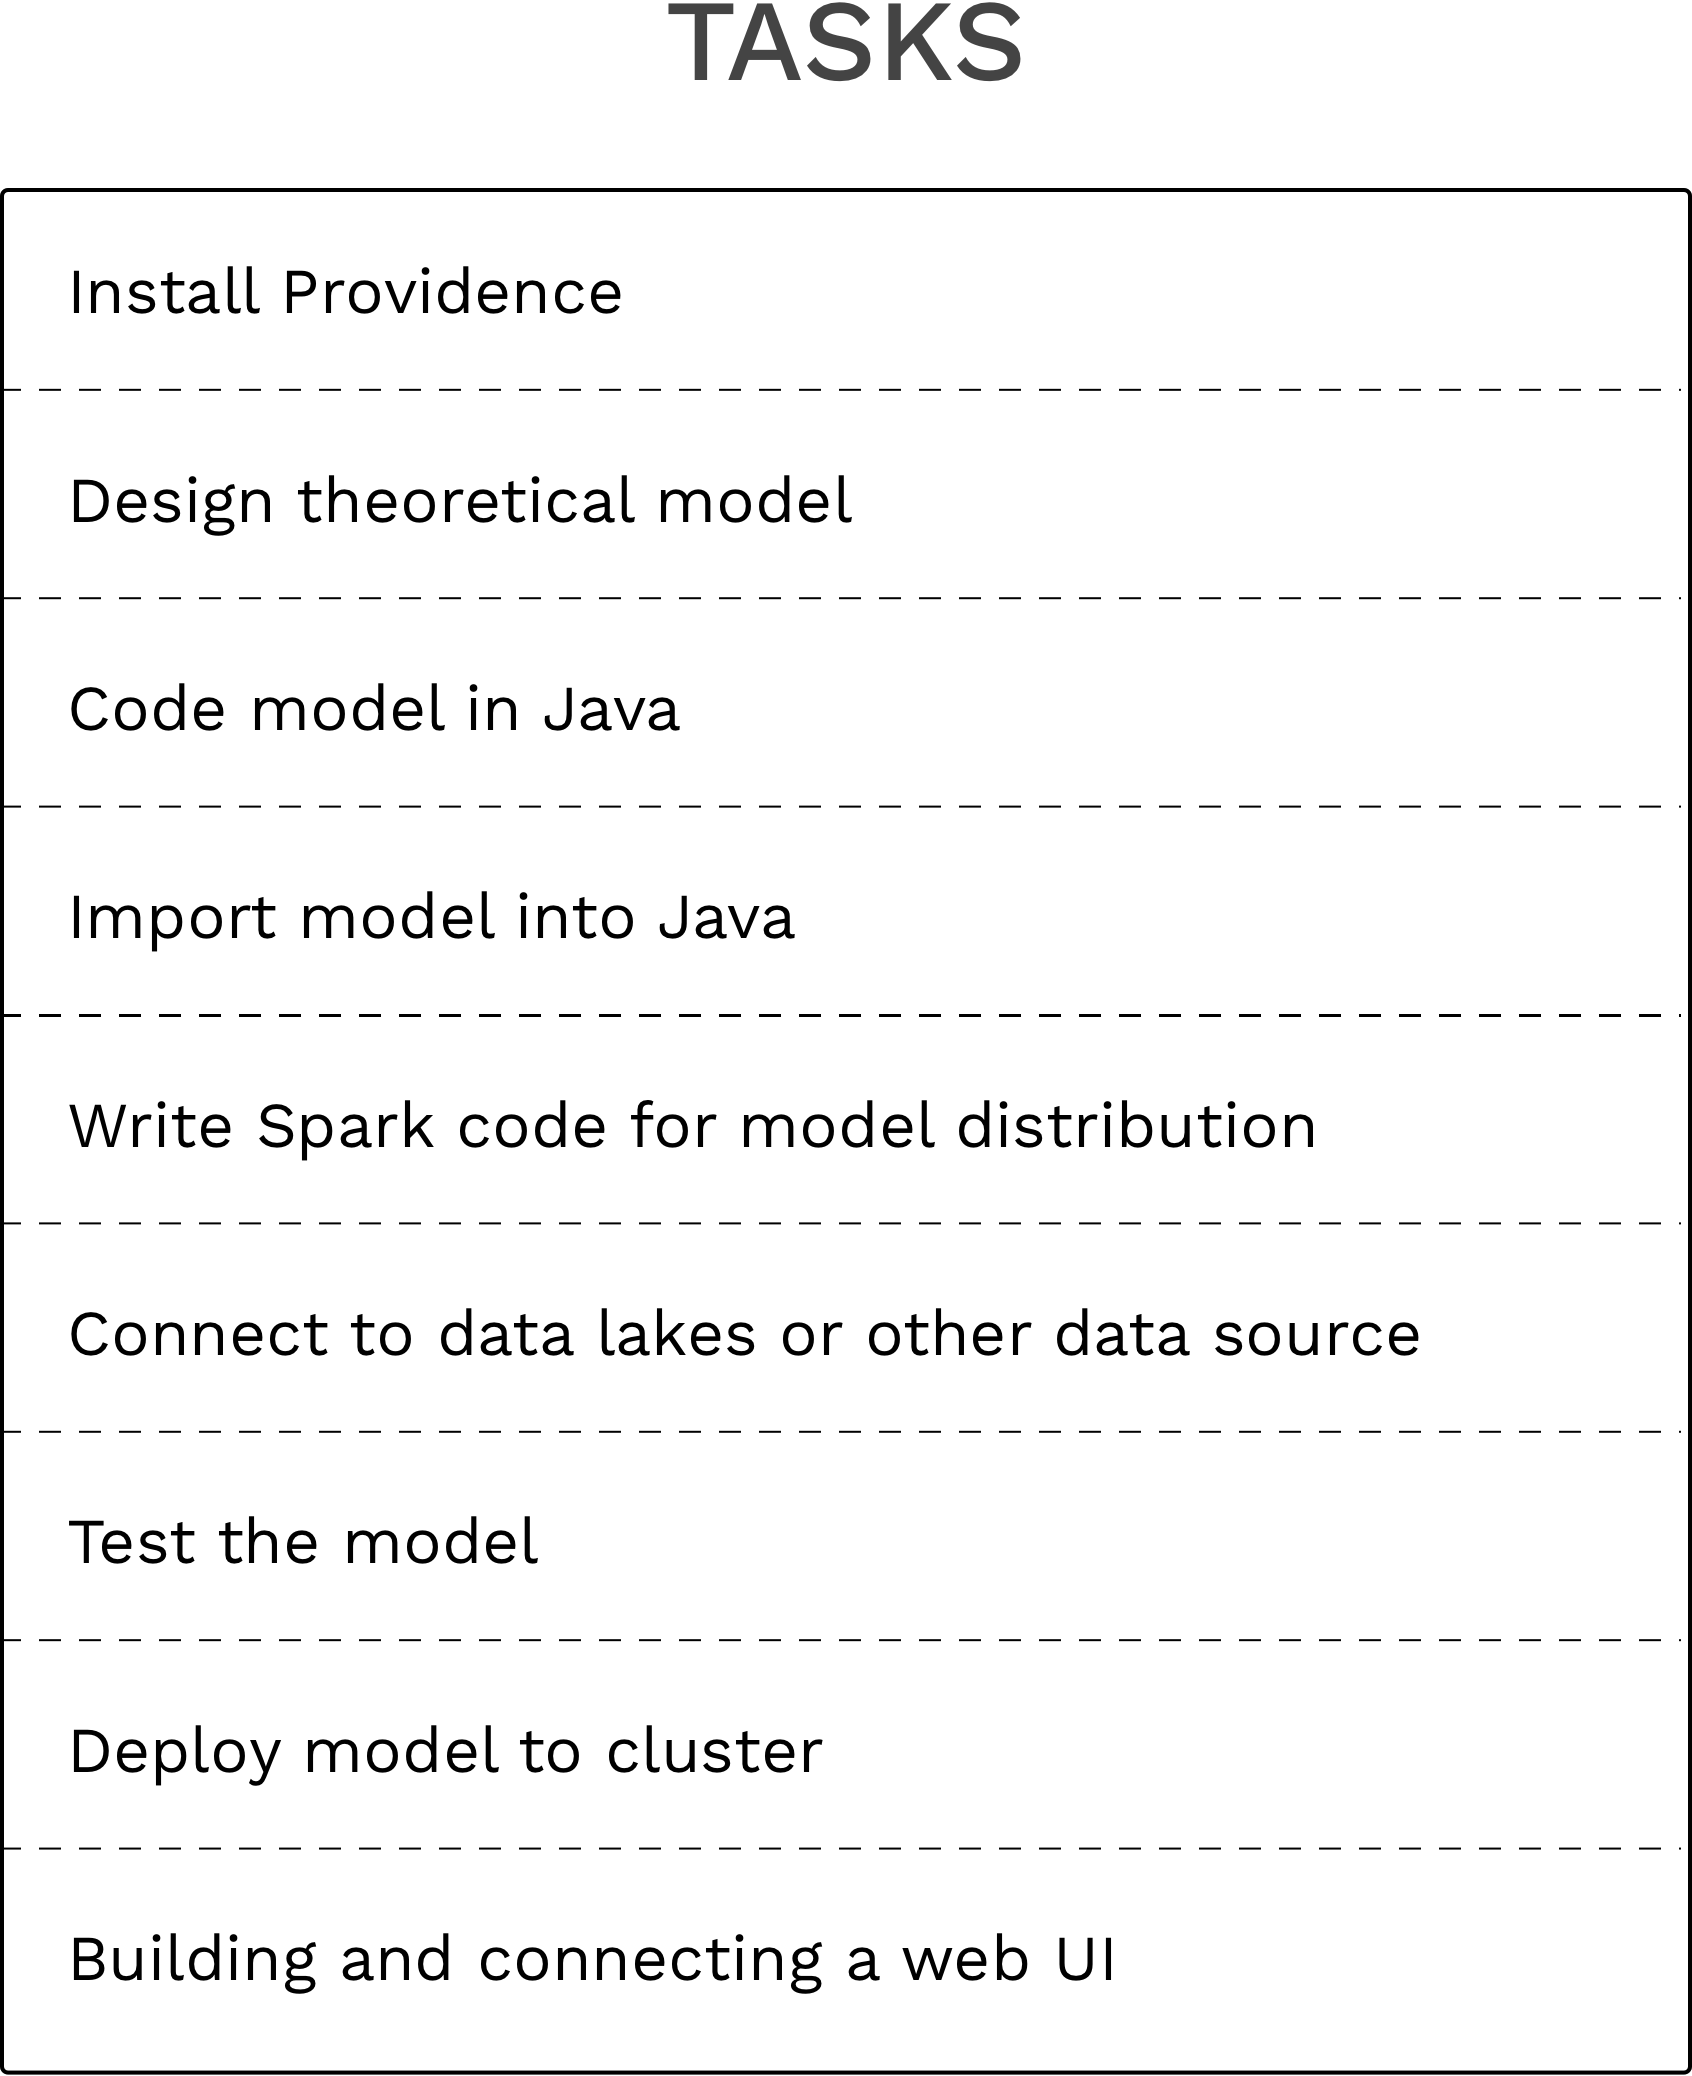 TASKS
Install Providence
Design theoretical model
Code model in Java
Import model into Java
Write Spark code for model distribution
Connect to data lakes or other data source
Test the model
Deploy model to cluster
Building and connecting a web UI